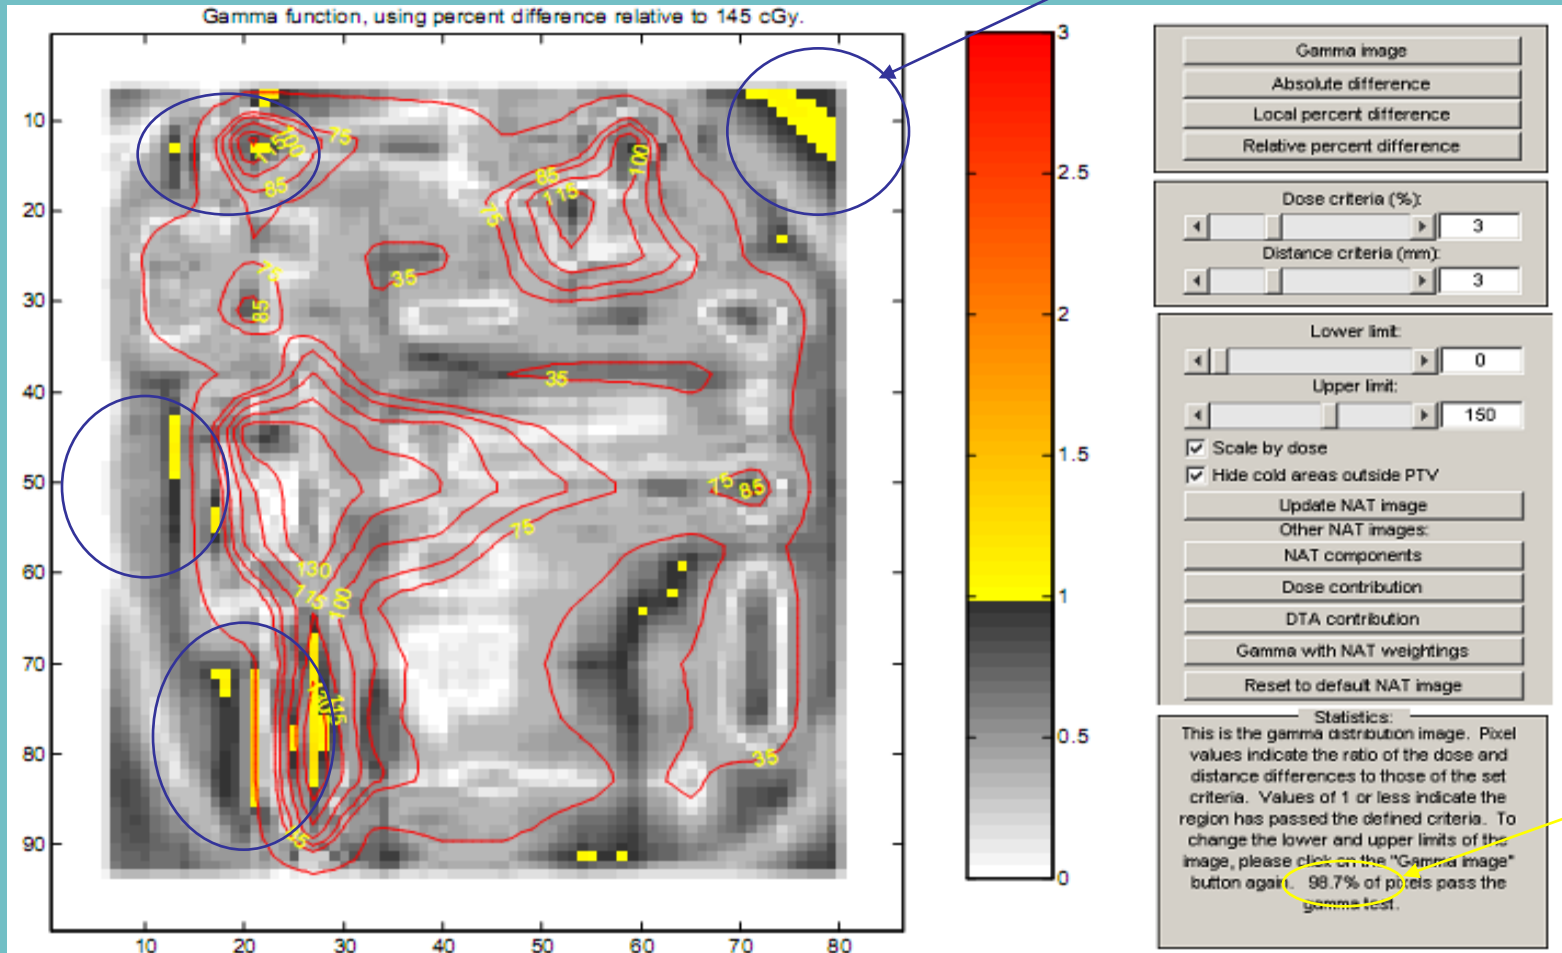 Gamma function, using percent difference relative to 145 cGy.
10
20
30
40
50
60
70
80
90
10
20
30
40
50
60
70
80
75
100
115
85
75
85
35
85
115
100
75
35
75
85
75
130
115
100
115
130
35
3
2.5
2
1.5
1
0.5
0
Gamma image
Absolute difference
Local percent difference
Relative percent difference
Dose criteria (%):
3
Distance criteria (mm):
3
Lower limit:
0
Upper limit:
150
Scale by dose
Hide cold areas outside PTV
Update NAT image
Other NAT images:
NAT components
Dose contribution
DTA contribution
Gamma with NAT weightings
Reset to default NAT image
Statistics:
This is the gamma distribution image. Pixel
values indicate the ratio of the dose and
distance differences to those of the set
criteria. Values of 1 or less indicate the
region has passed the defined criteria. To
change the lower and upper limits of the
image, please click on the "Gamma image"
button again. 98.7% of pixels pass the
gamma test.